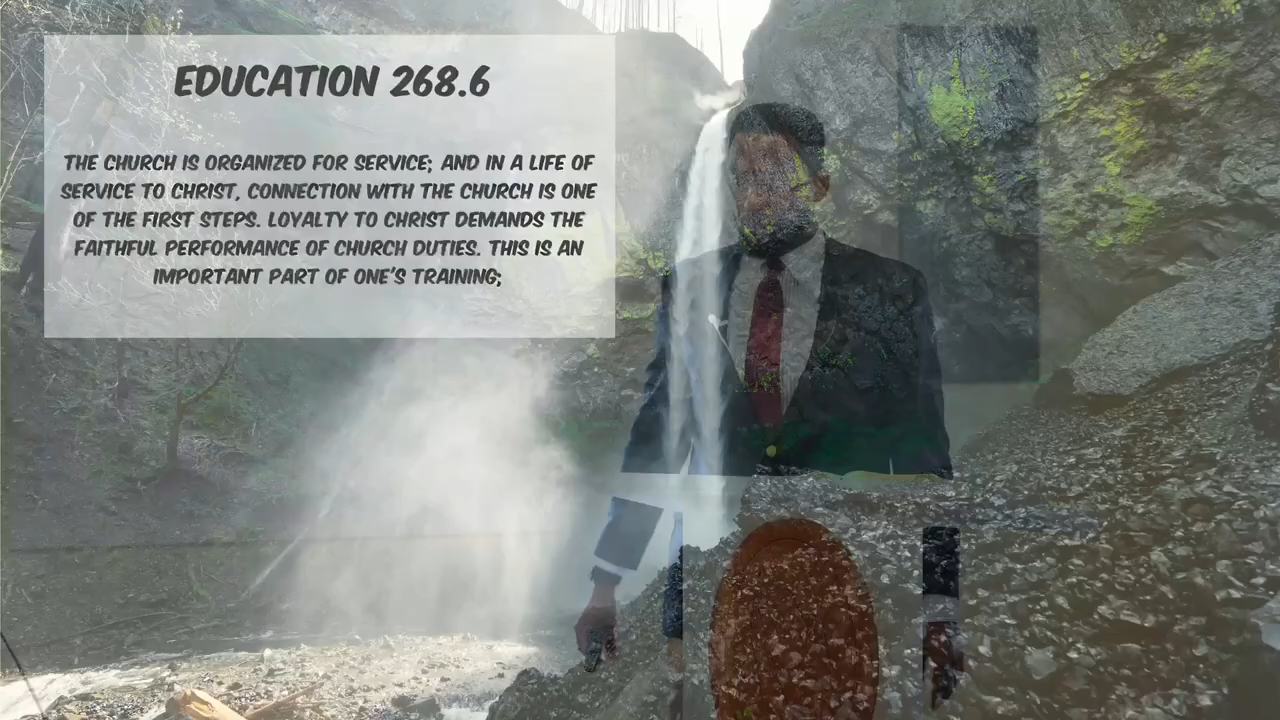 EDUCATION 268.6
THE CHURCH IS ORGANIZED FOR SERVICE; AND IN A LIFE OF
SERVICE TO CHRIST, CONNECTION WITH THE CHURCH IS ONE
OF THE FIRST STEPS. LOYALTY TO CHRIST DEMANDS THE
FAITHFUL PERFORMANCE OF CHURCH DUTIES. THIS IS AN
IMPORTANT PART OF ONE'S TRAINING;